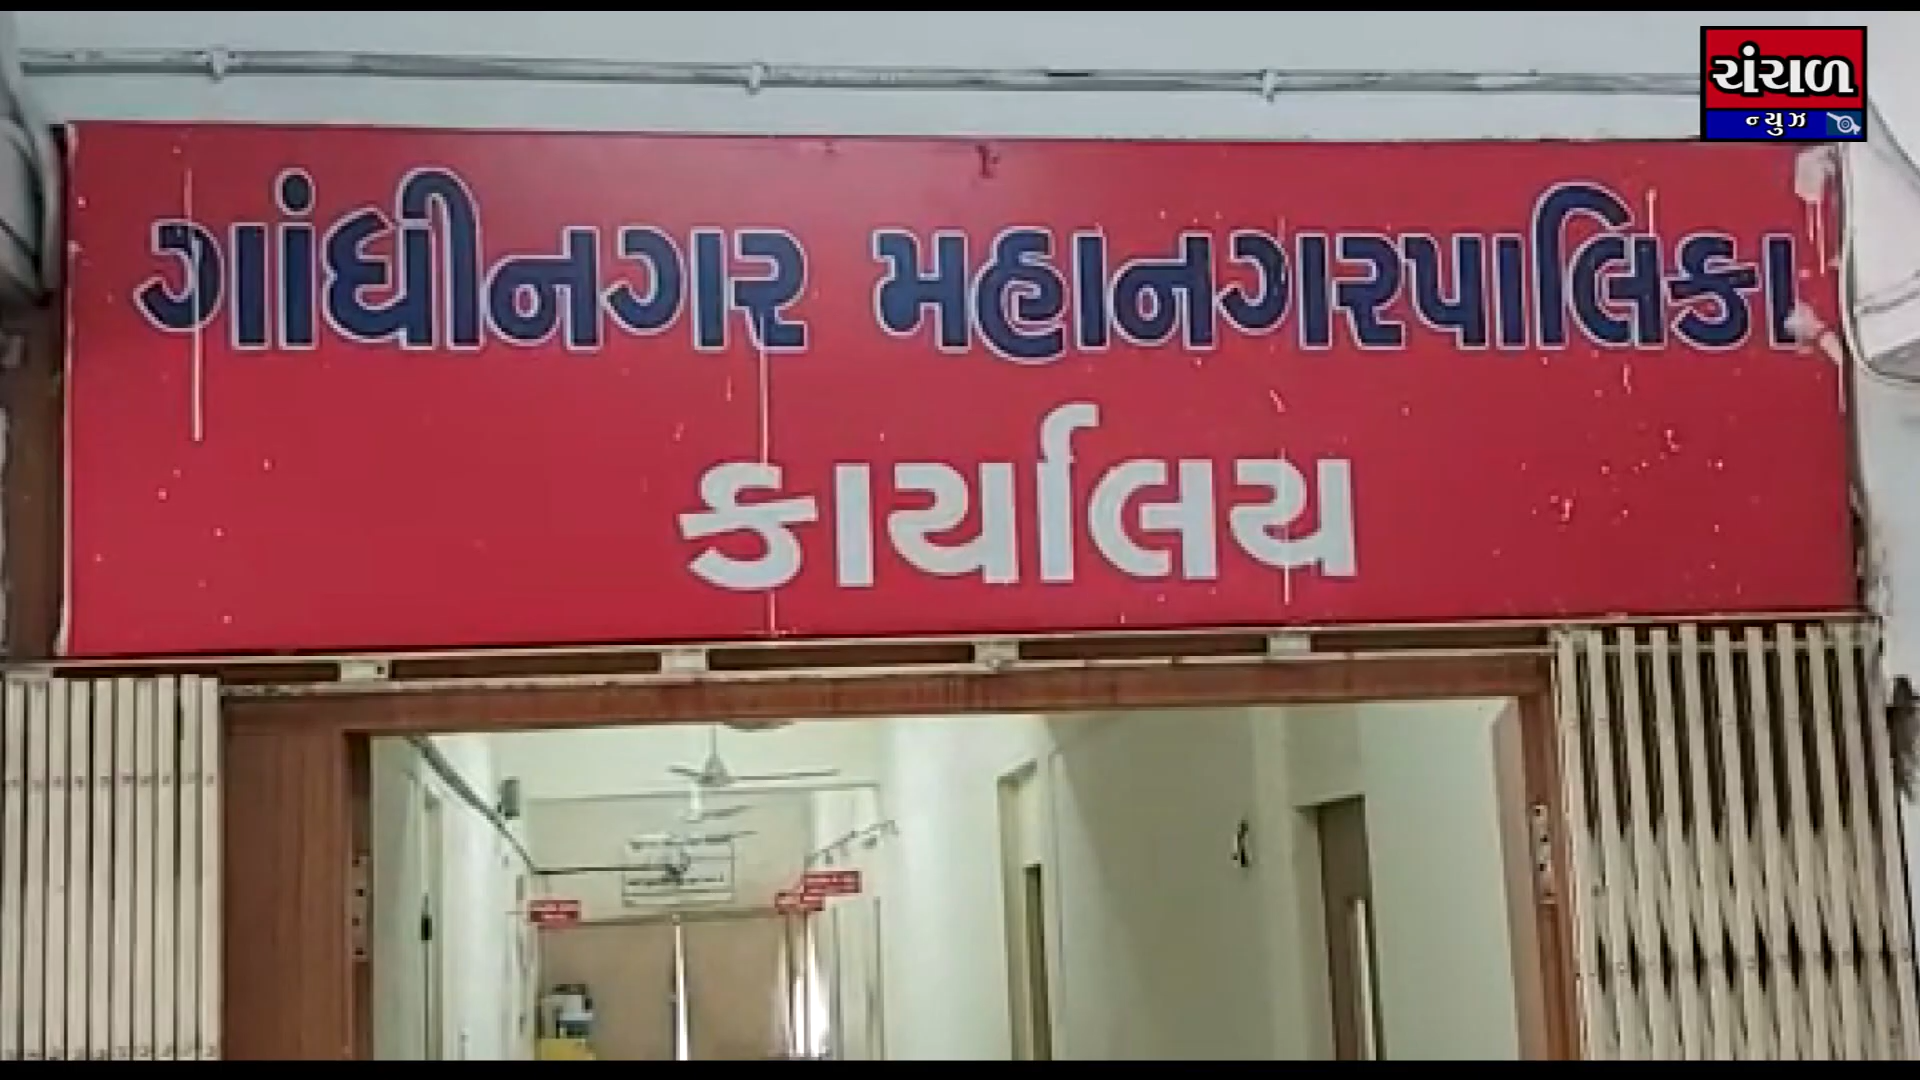 ચંચળ
ન્યુઝ
ગાંધીનગર મહાનગરપાલિકા
કાર્યાલય